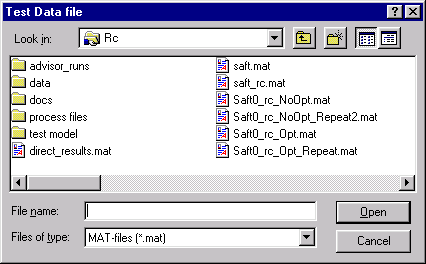 Test Data file
Look in: Rc
advisor_runs
data
docs
process files
test model
direct_results.mat
saft.mat
saft_rc.mat
Saft0_rc_NoOpt.mat
Saft0_rc_NoOpt_Repeat2.mat
Saft0_rc_Opt.mat
Saft0_rc_Opt_Repeat.mat
File name:
Open
Files of type: MAT-files (*.mat)
Cancel